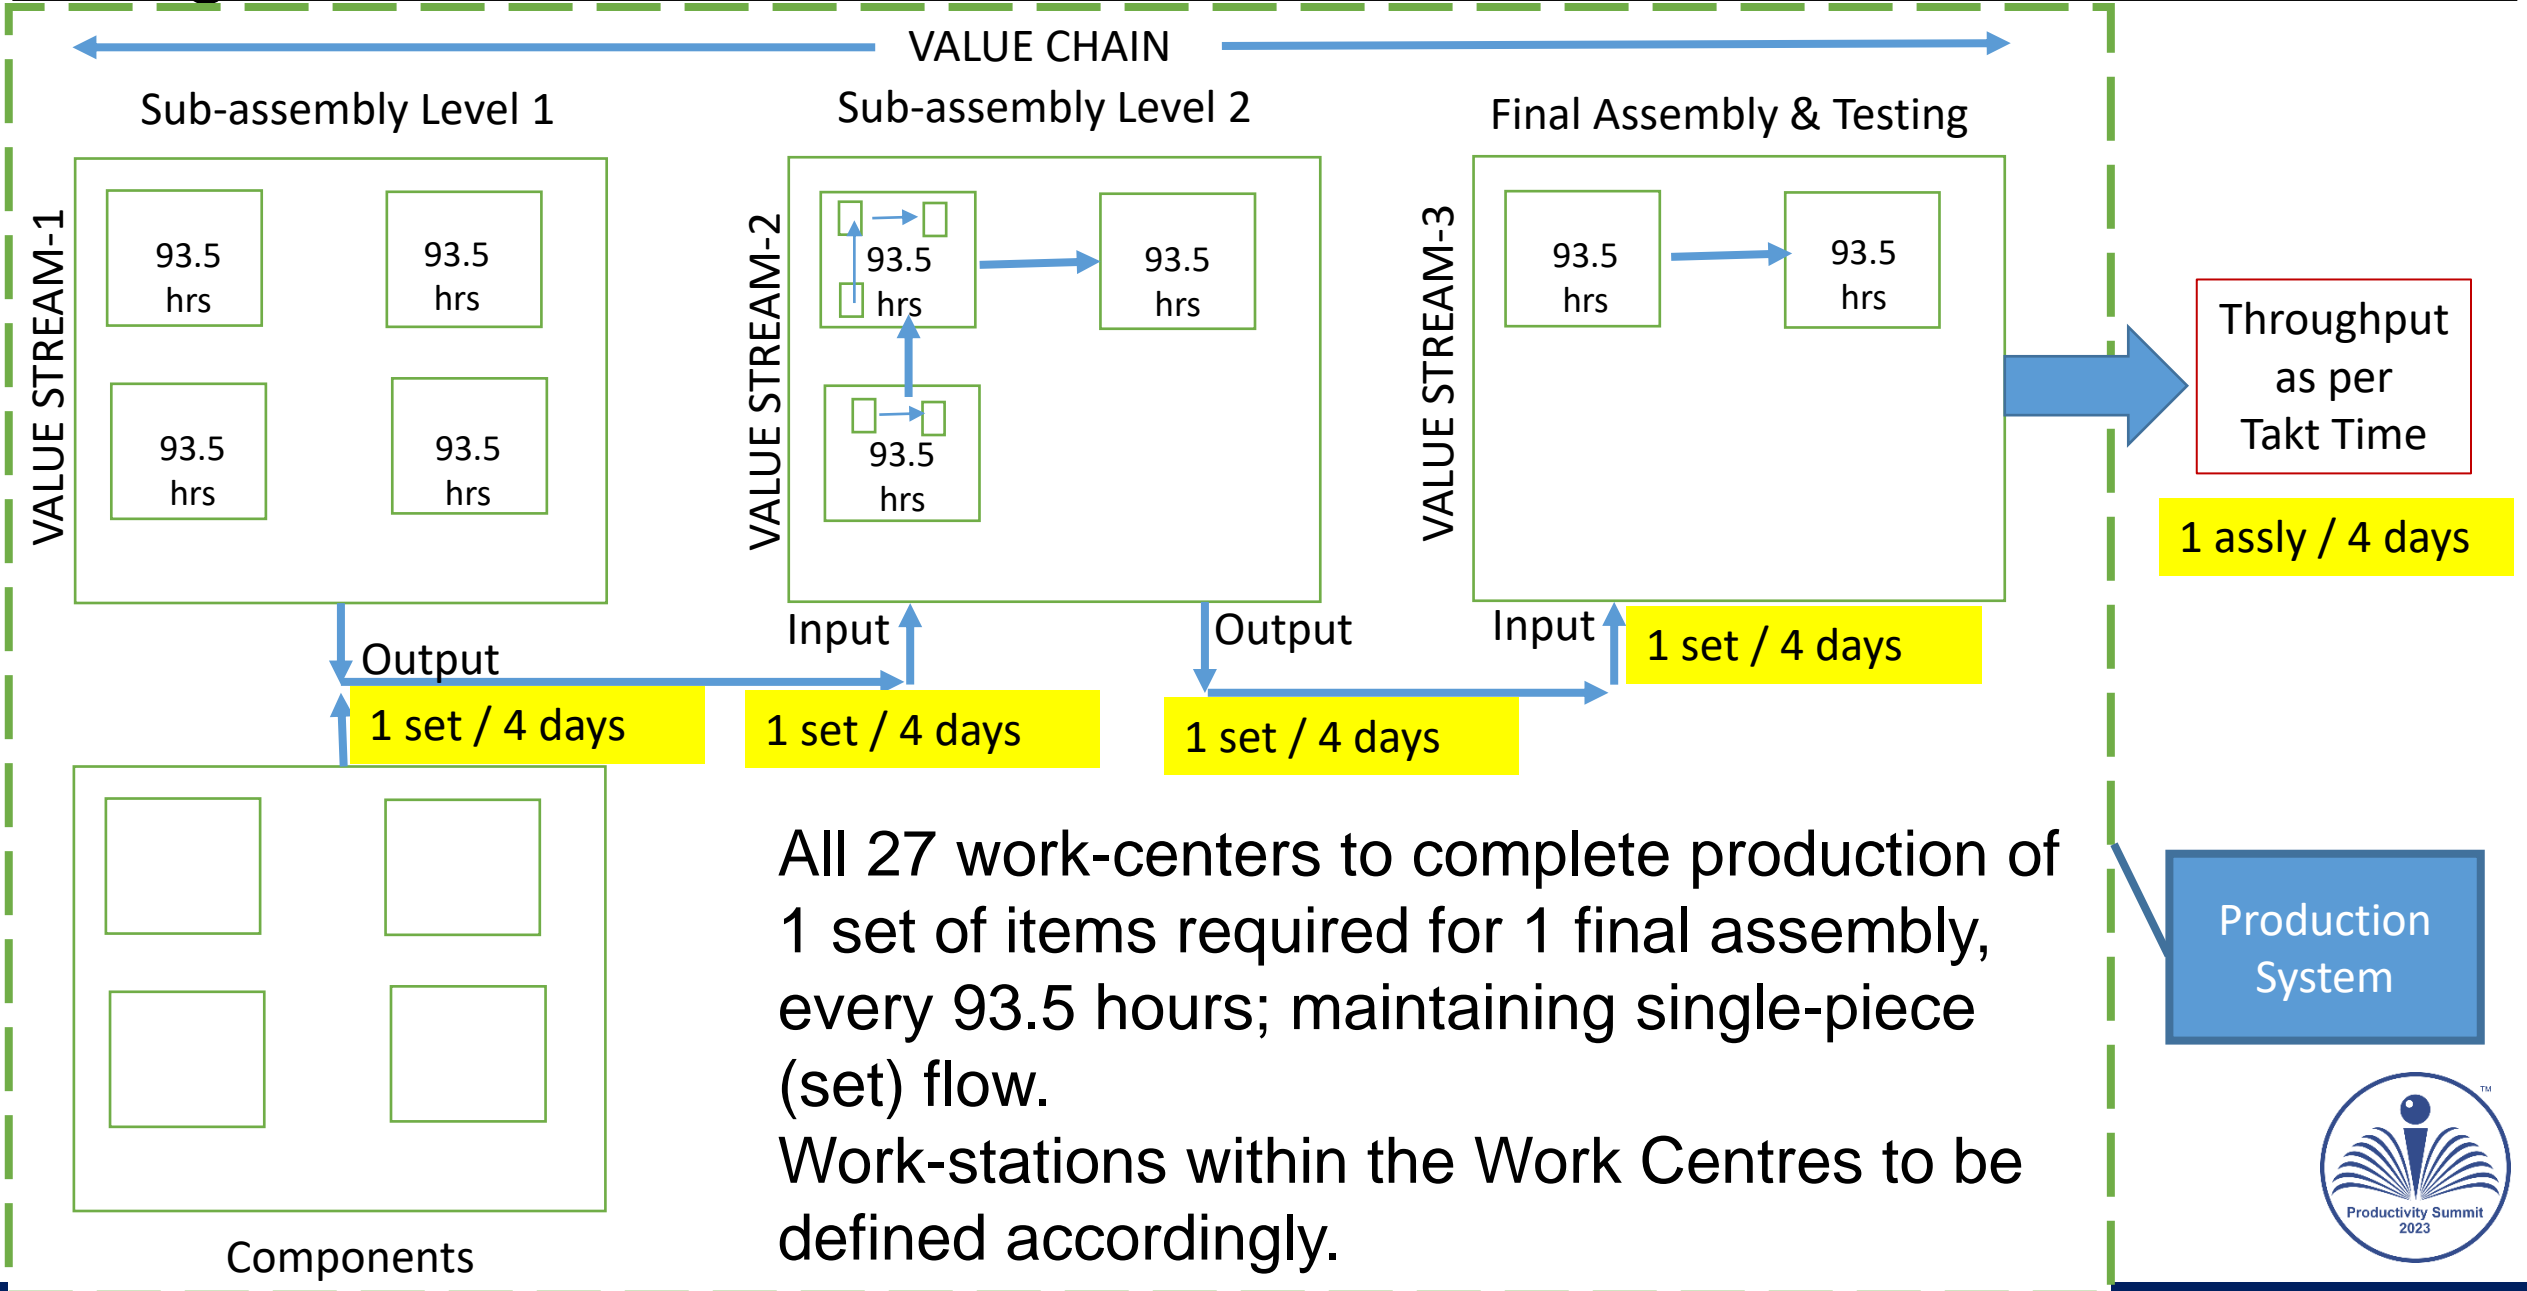 VALUE CHAIN
Sub-assembly Level 1
VALUE STREAM-1
93.5
hrs
93.5
hrs
93.5
hrs
93.5
hrs
Output
1 set / 4 days
Components
Sub-assembly Level 2
VALUE STREAM-2
93.5
hrs
93.5
hrs
93.5
hrs
Input
1 set / 4 days
Output
1 set / 4 days
Final Assembly & Testing
VALUE STREAM-3
93.5
hrs
93.5
hrs
Input
1 set / 4 days
Throughput
as per
Takt Time
1 assly / 4 days
All 27 work-centers to complete production of
1 set of items required for 1 final assembly,
every 93.5 hours; maintaining single-piece
(set) flow.
Work-stations within the Work Centres to be
defined accordingly.
Production
System
TM
Productivity Summit
2023